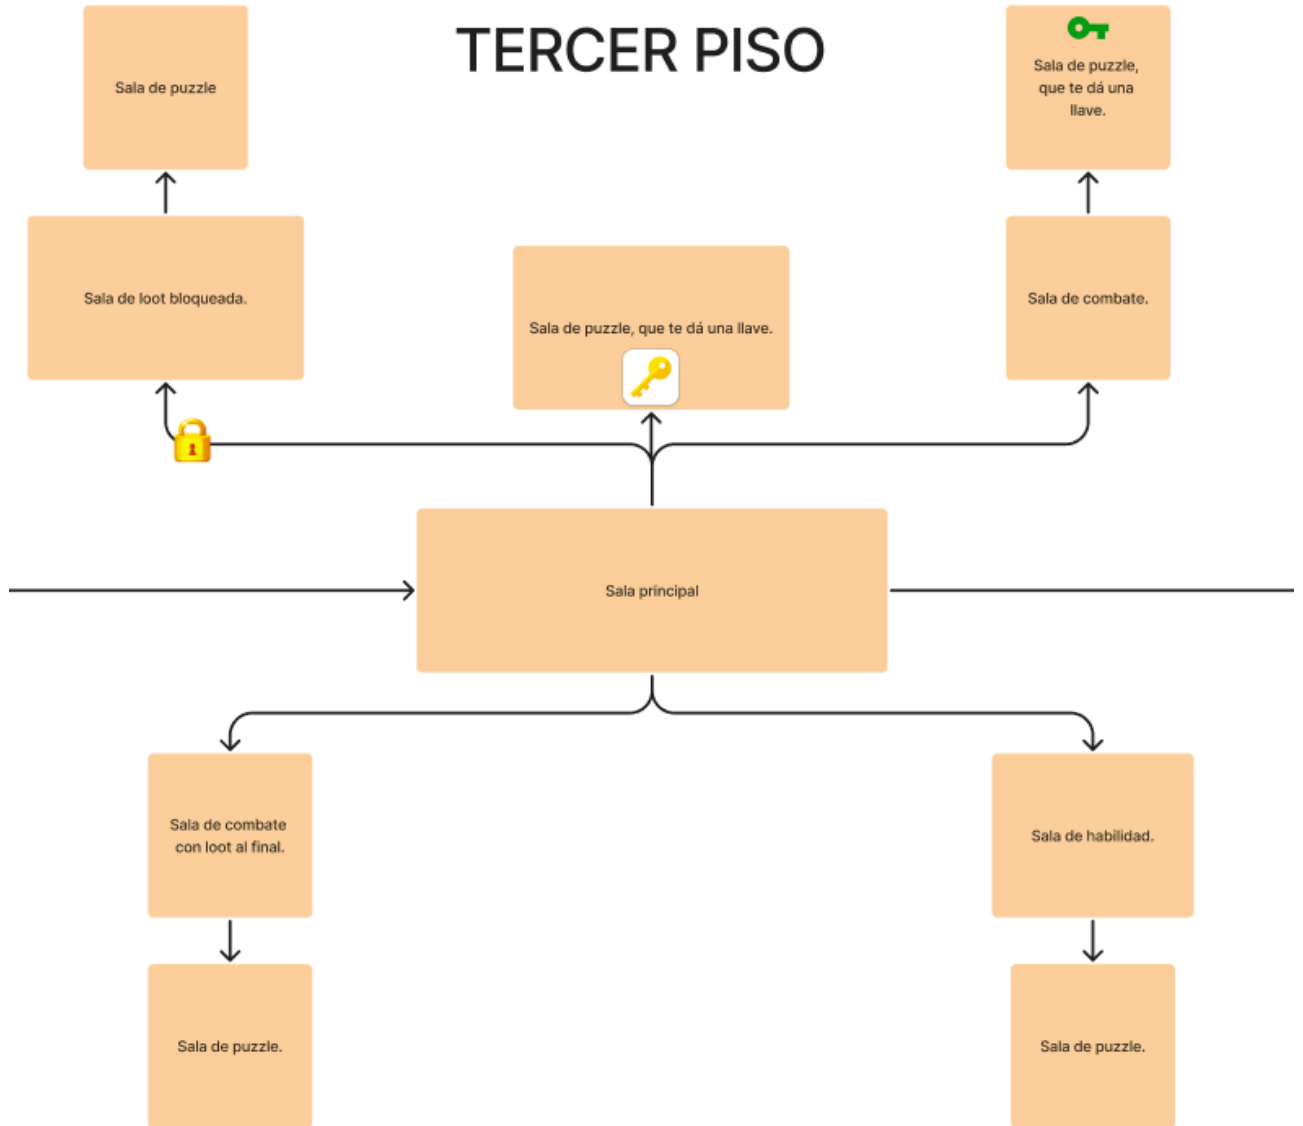 TERCER PISO
Sala de puzzle
Sala de puzzle,
que te dá una
llave.
Sala de loot bloqueada.
Sala de puzzle, que te dá una llave.
Sala de combate.
Sala principal
Sala de combate
con loot al final.
Sala de habilidad.
Sala de puzzle.
Sala de puzzle.